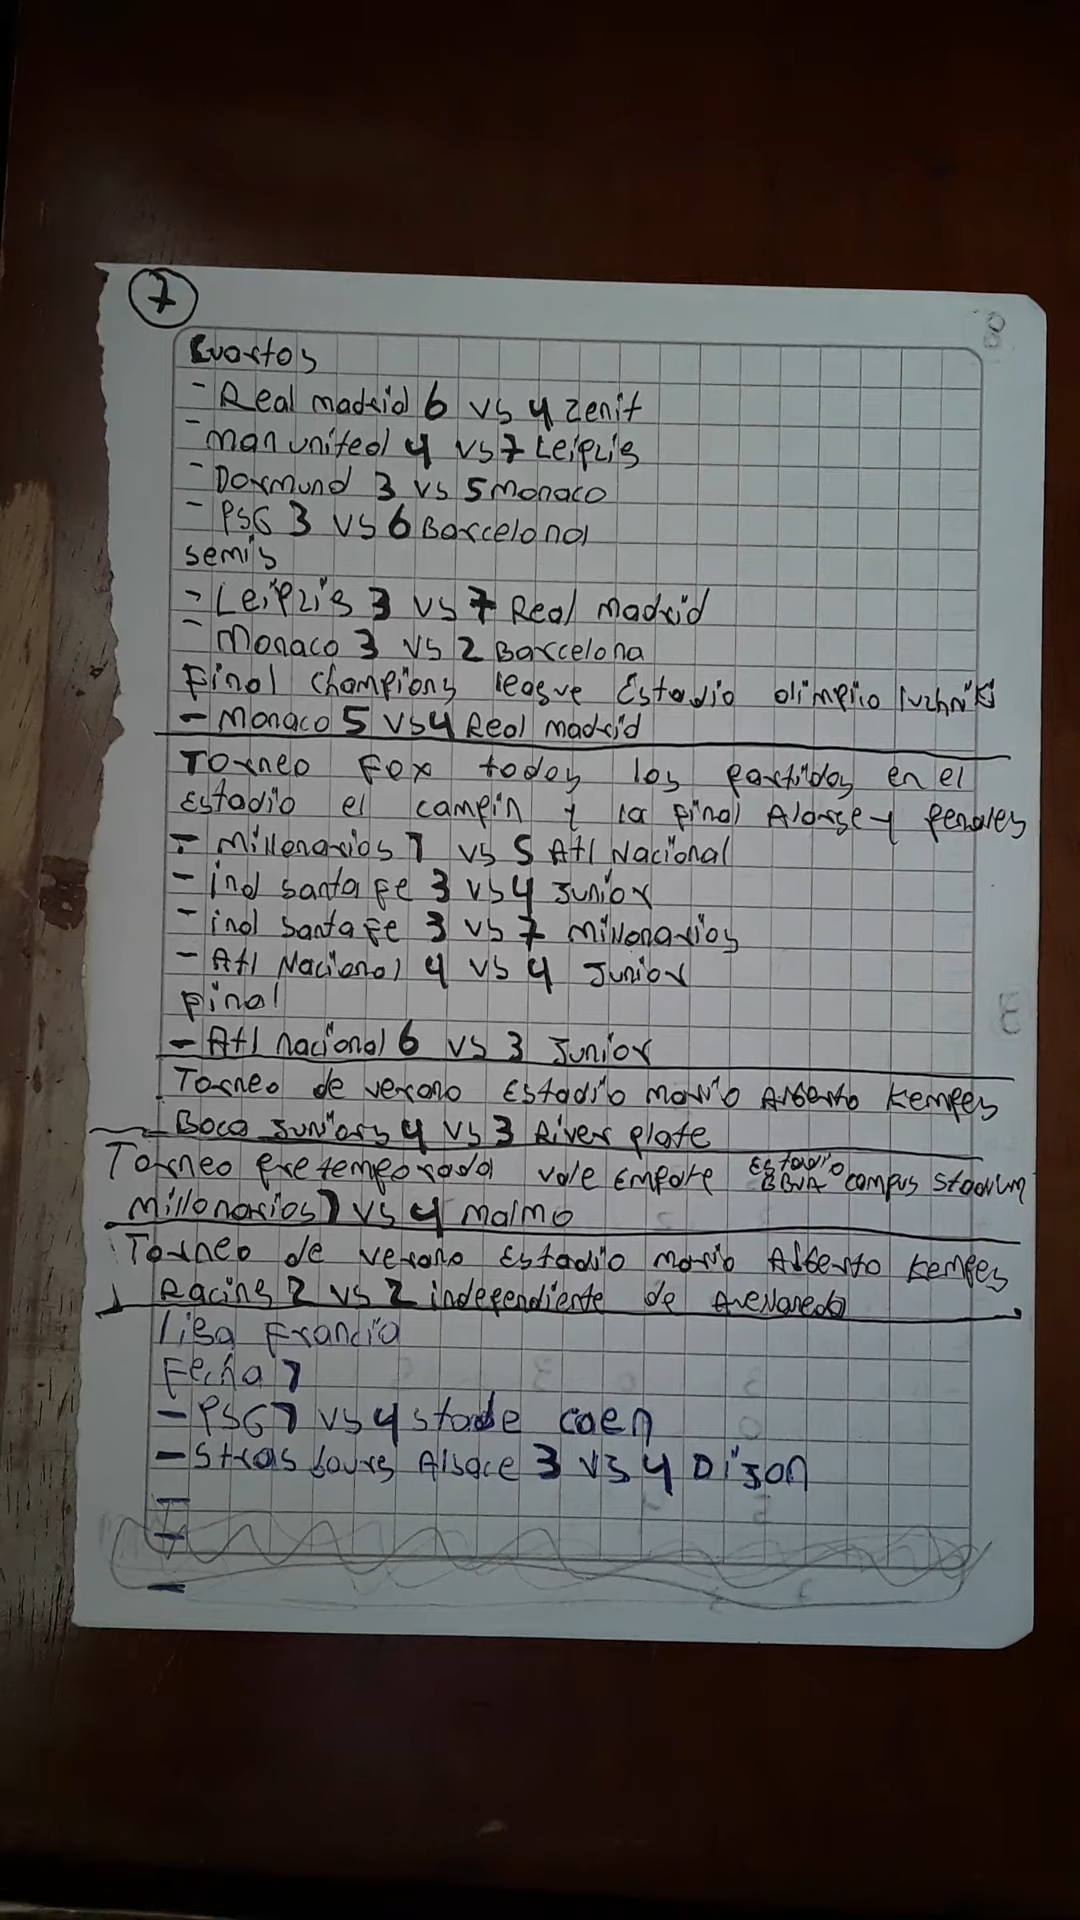 7
Cuartos
- Real madrid 6 vs 4 Zenit
- man united 4 vs 7 Leipzig
- Dormund 3 vs 5 monaco
- PSG 3 vs 6 Barcelona
semis
- Leipzig 3 vs 7 Real madrid
- Monaco 3 vs 2 Barcelona
Final champions league Estadio olimpico luzhniki
- Monaco 5 vs 4 Real madrid
Torneo Fox todos los partidos en el
Estadio el campin y la final Alarge y penales
- Millonarios 7 vs 5 Atl Nacional
- ind santa fe 3 vs 4 Junior
- ind santa fe 3 vs 7 millonarios
- Atl Nacional 4 vs 4 Junior
final
- Atl nacional 6 vs 3 Junior
Torneo de verano Estadio mario Alberto Kempes
Boca Juniors 4 vs 3 River plate
Torneo pretemporada vale Empate Estadio BBVA compus stadium
millonarios 7 vs 4 malmo
Torneo de verano Estadio mario Alberto Kempes
Racing 2 vs 2 independiente de Avellaneda
Liga Francia
Fecha 7
- PSG 7 vs 4 stade caen
- Stras bourg Alsace 3 vs 4 Dijon